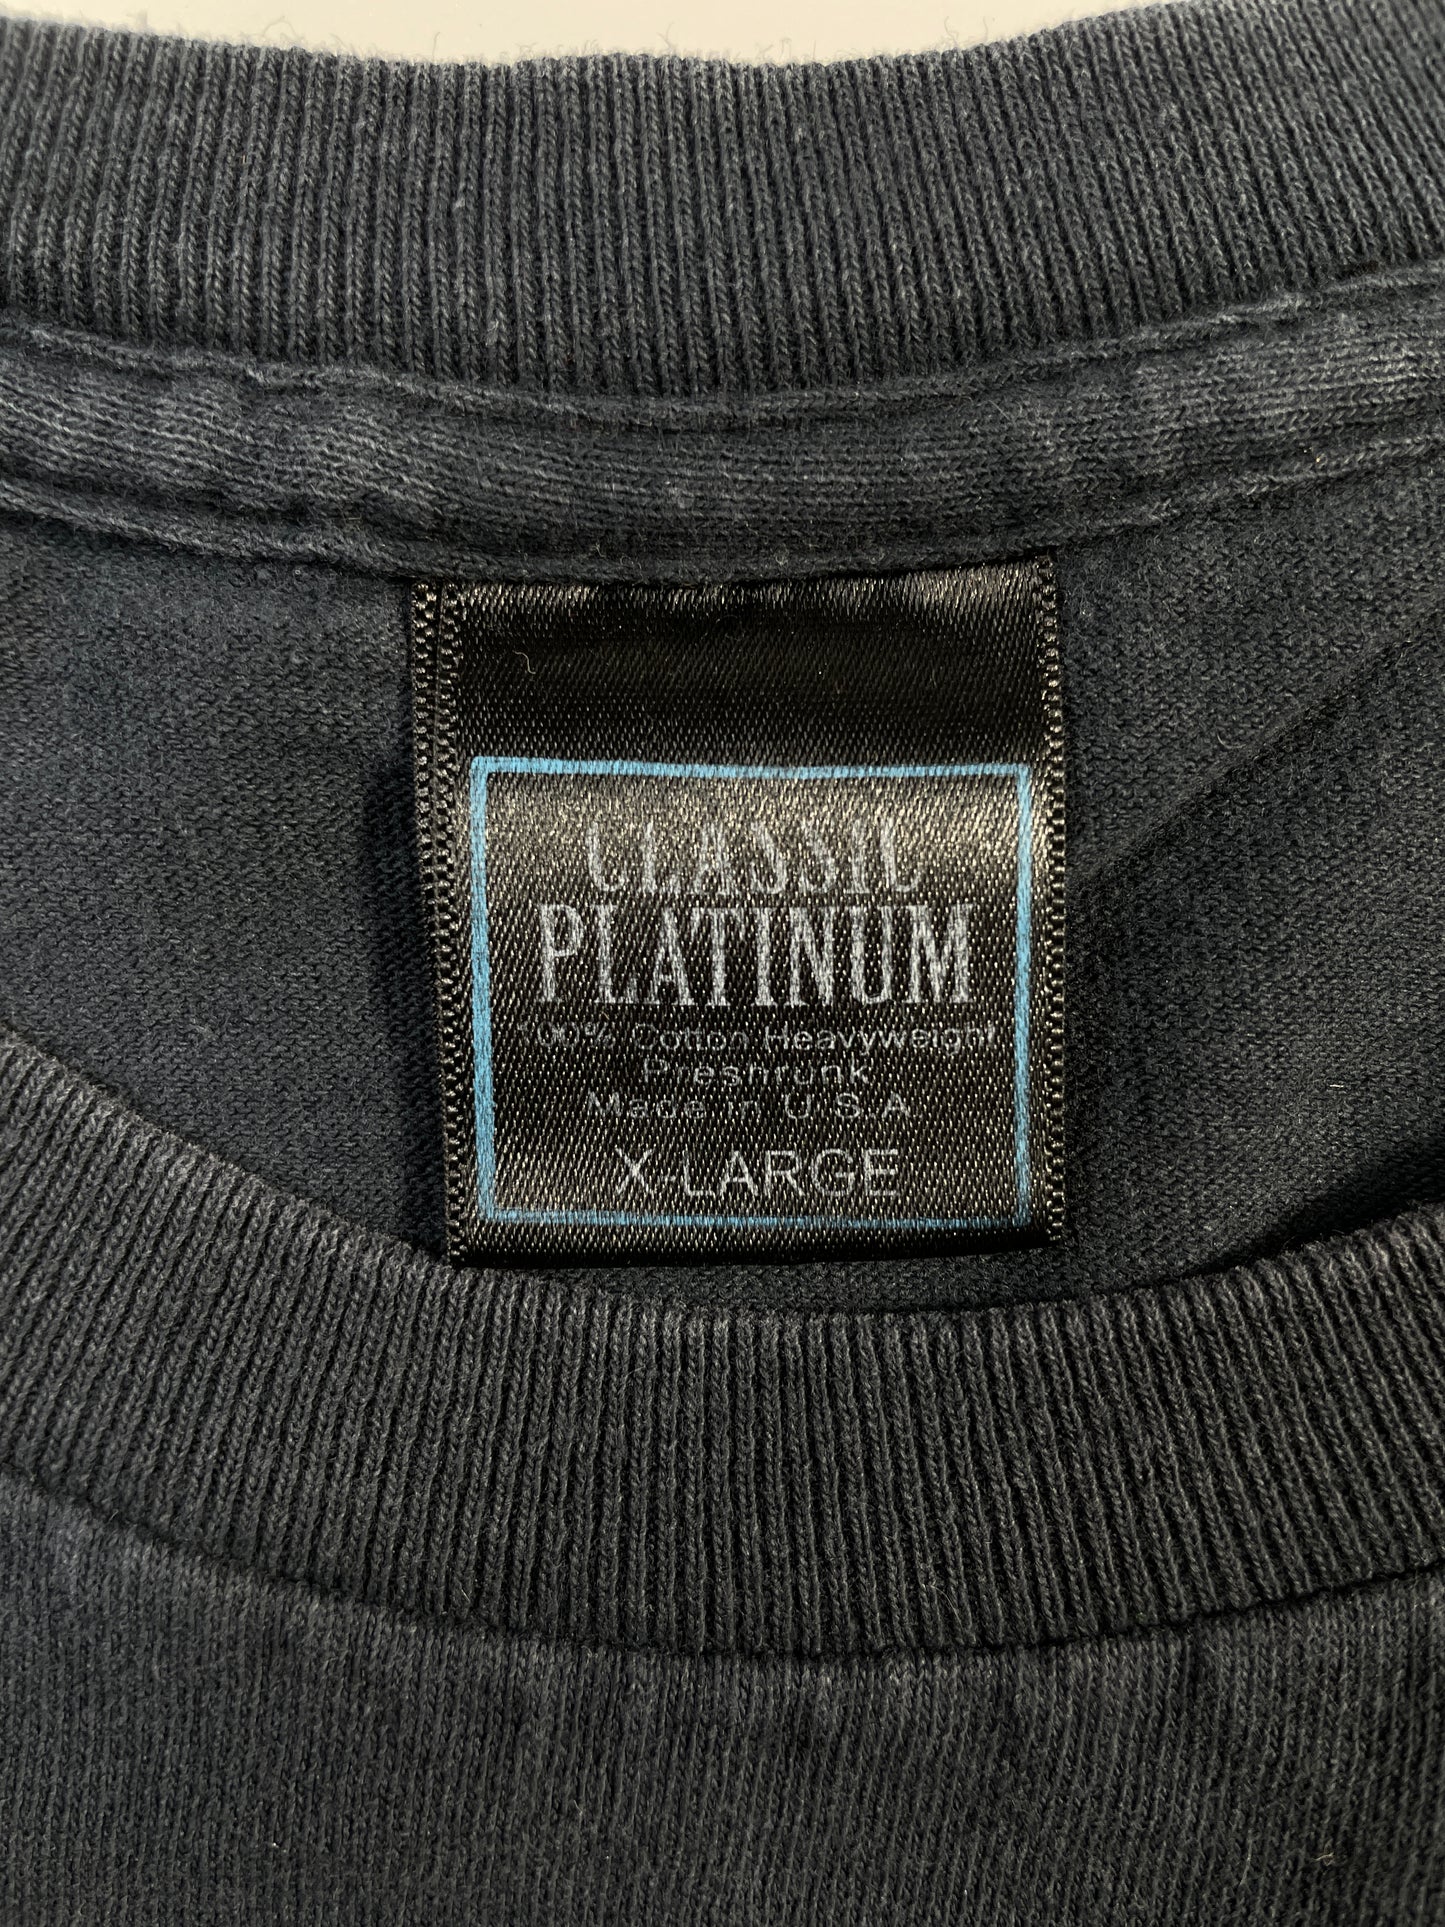 CLASSIC
PLATINUM
100% Cotton Heavyweight
Preshrunk
Made in U.S.A.
X-LARGE